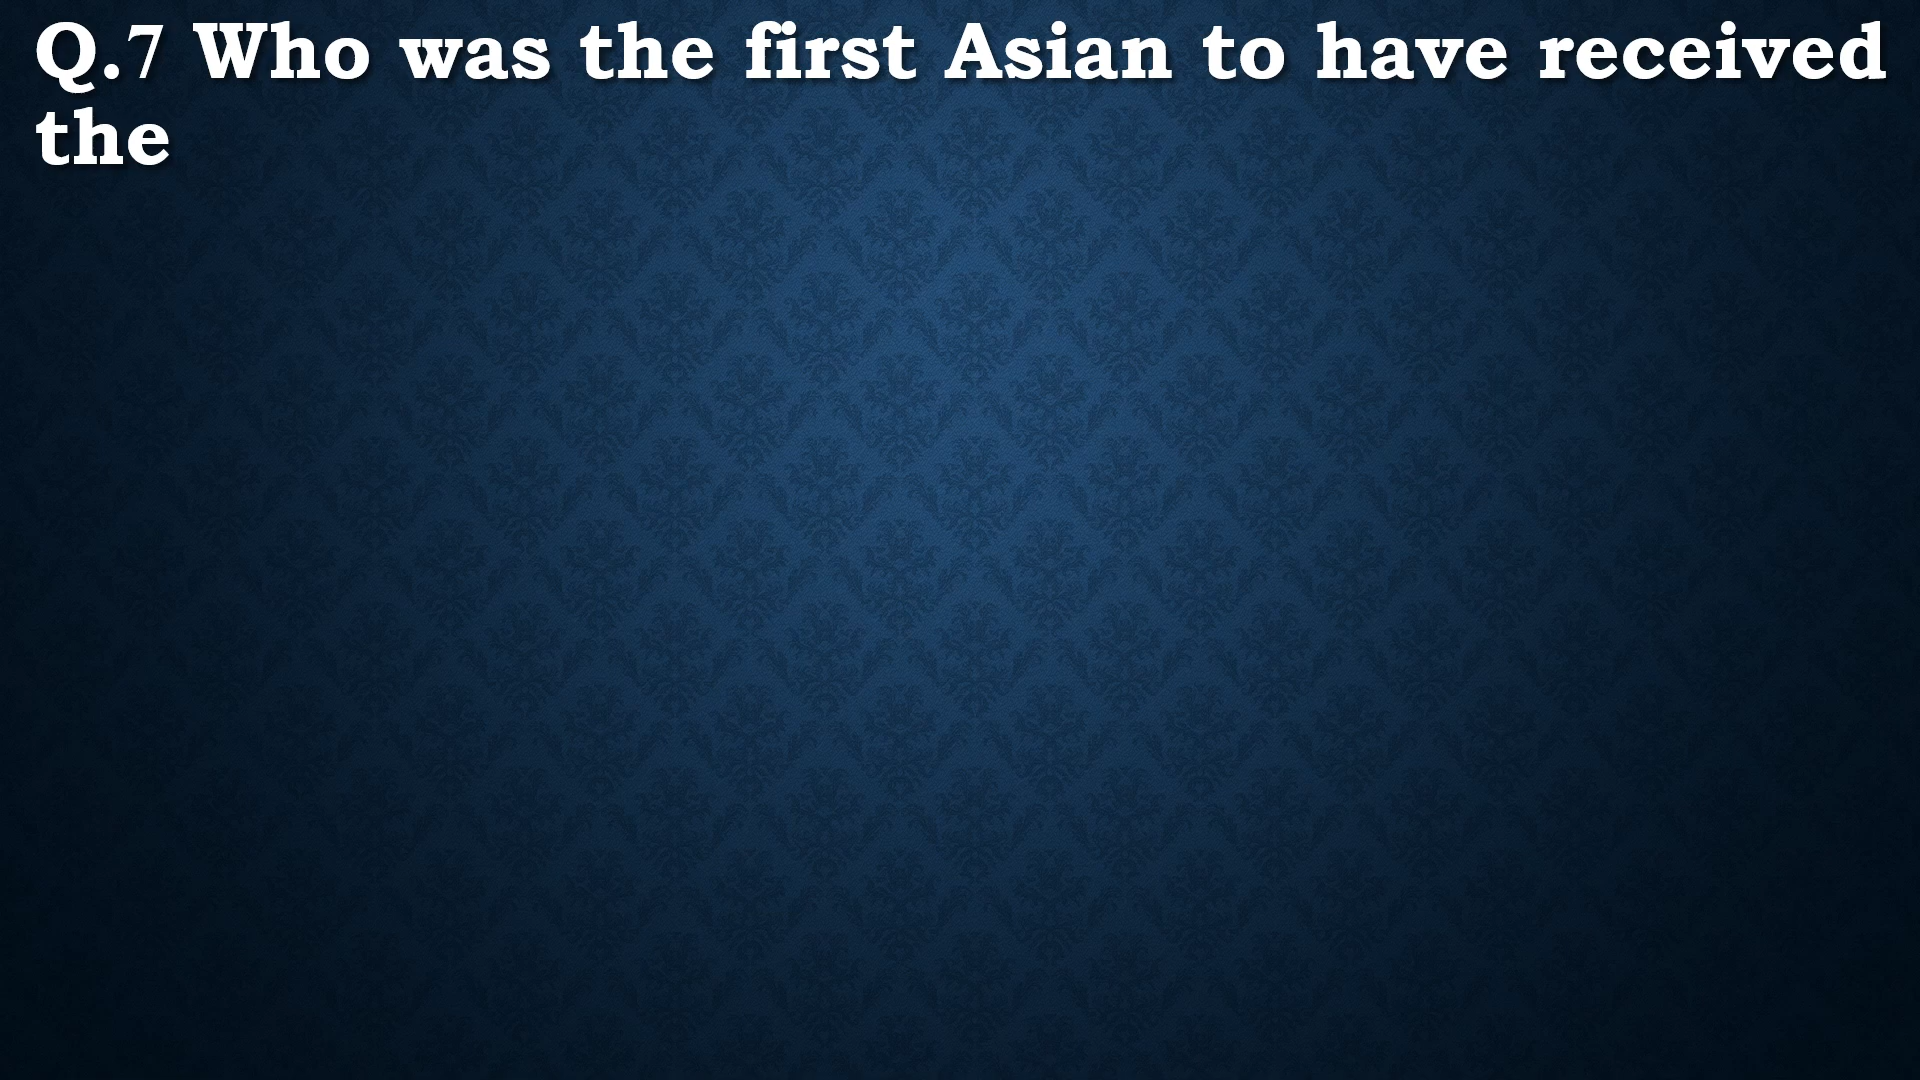 Q.7 Who was the first Asian to have received
the